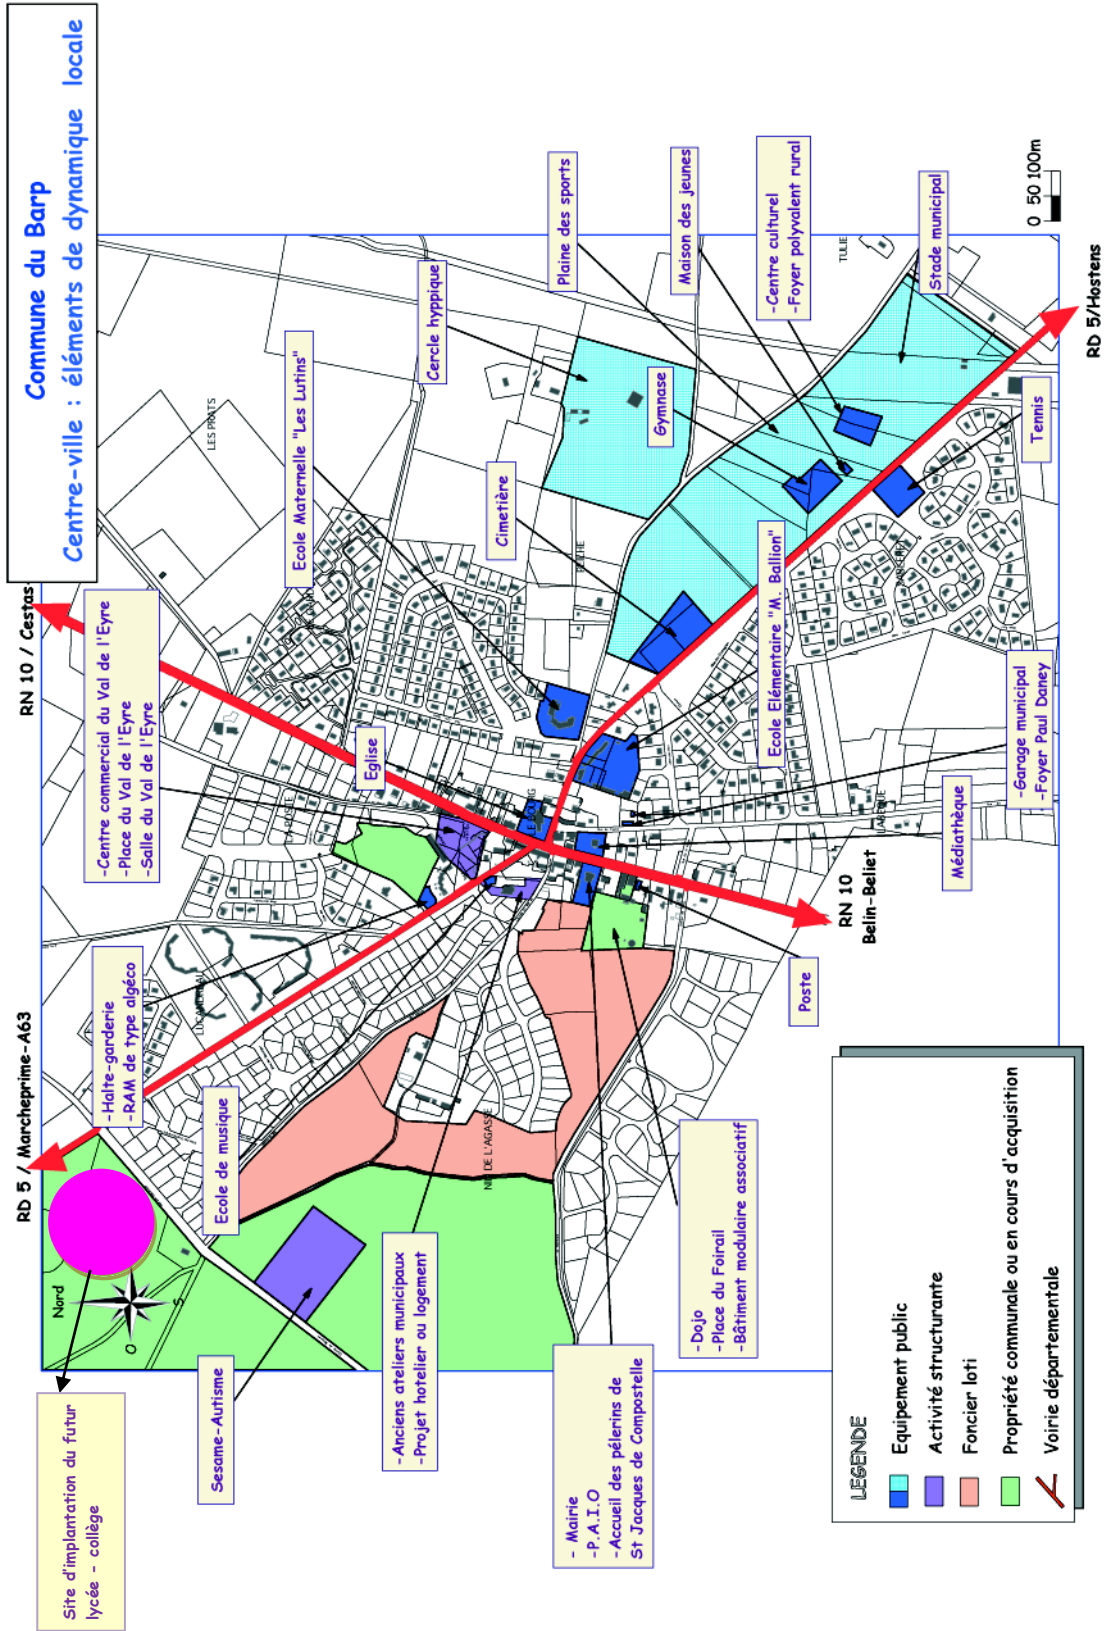 Commune du Barp
Centre-ville : éléments de dynamique locale
RN 10 / Cestas
-Centre commercial du Val de l'Eyre
-Place du Val de l'Eyre
-Salle du Val de l'Eyre
RD 5 / Marcheprime-A63
-Halte-garderie
-RAM de type algéco
Ecole de musique
Nord
S
O
Site d'implantation du futur
lycée - collège
Sesame-Autisme
-Anciens ateliers municipaux
-Projet hotelier ou logement
- Mairie
-P.A.I.O
-Accueil des pélerins de
St Jacques de Compostelle
-Dojo
-Place du Foirail
-Bâtiment modulaire associatif
Poste
RN 10
Belin-Beliet
Médiathèque
-Garage municipal
-Foyer Paul Daney
Ecole Elémentaire "M. Ballion"
Eglise
Ecole Maternelle "Les Lutins"
Cercle hyppique
Cimetière
Gymnase
Plaine des sports
Maison des jeunes
-Centre culturel
-Foyer polyvalent rural
Stade municipal
Tennis
RD 5/Hostens
0 50 100m
LES PRATS
TULIE
LE BOURG
NID DE L'AGASSE
LEGENDE
Equipement public
Activité structurante
Foncier loti
Propriété communale ou en cours d'acquisition
Voirie départementale